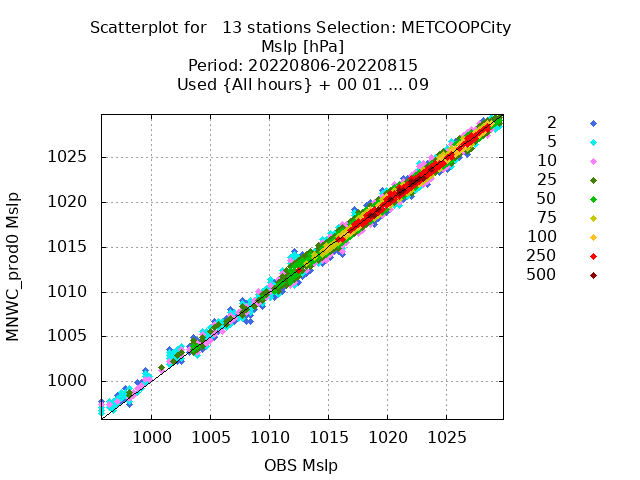 Scatterplot for   13 stations Selection: METCOOPCity
Mslp [hPa]
Period: 20220806-20220815
Used {All hours} + 00 01 ... 09
2
5
10
25
50
75
100
250
500
MNWC_prod0 Mslp
1025
1020
1015
1010
1005
1000
1000 1005 1010 1015 1020 1025
OBS Mslp